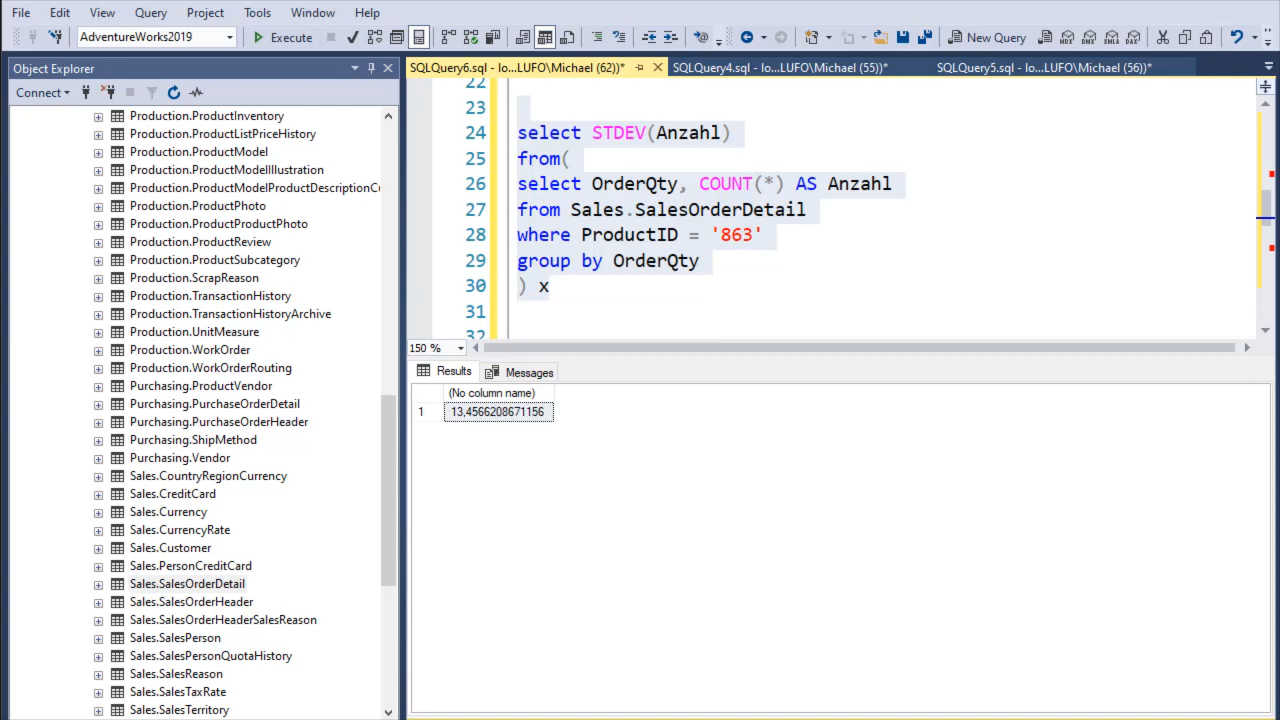 File Edit View Query Project Tools Window Help
AdventureWorks2019 Execute New Query
Object Explorer
Connect
Production.ProductInventory
Production.ProductListPriceHistory
Production.ProductModel
Production.ProductModelIllustration
Production.ProductModelProductDescriptionCu
Production.ProductPhoto
Production.ProductProductPhoto
Production.ProductReview
Production.ProductSubcategory
Production.ScrapReason
Production.TransactionHistory
Production.TransactionHistoryArchive
Production.UnitMeasure
Production.WorkOrder
Production.WorkOrderRouting
Purchasing.ProductVendor
Purchasing.PurchaseOrderDetail
Purchasing.PurchaseOrderHeader
Purchasing.ShipMethod
Purchasing.Vendor
Sales.CountryRegionCurrency
Sales.CreditCard
Sales.Currency
Sales.CurrencyRate
Sales.Customer
Sales.PersonCreditCard
Sales.SalesOrderDetail
Sales.SalesOrderHeader
Sales.SalesOrderHeaderSalesReason
Sales.SalesPerson
Sales.SalesPersonQuotaHistory
Sales.SalesReason
Sales.SalesTaxRate
Sales.SalesTerritory
SQLQuery6.sql - lo...LUFO\Michael (62))* SQLQuery4.sql - lo...LUFO\Michael (55))* SQLQuery5.sql - lo...LUFO\Michael (56))*
22
23
24 select STDEV(Anzahl)
25 from(
26 select OrderQty, COUNT(*) AS Anzahl
27 from Sales.SalesOrderDetail
28 where ProductID = '863'
29 group by OrderQty
30 ) x
31
32
150 %
Results Messages
(No column name)
1 13,4566208671156